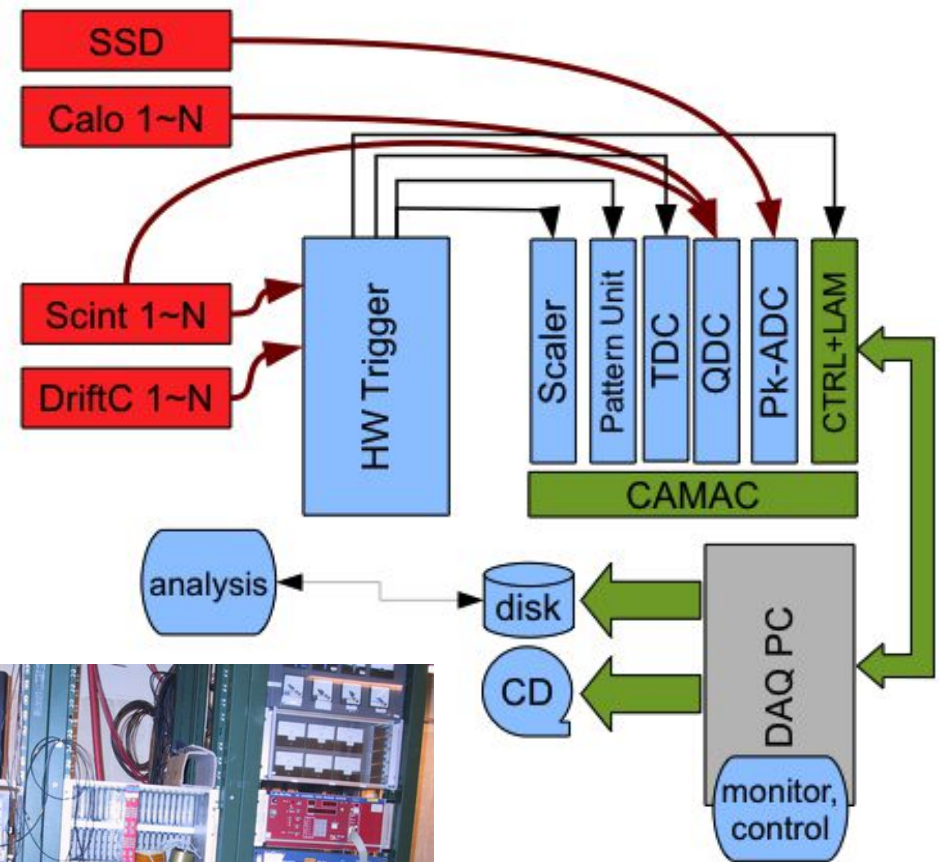 SSD
Calo 1~N
Scint 1~N
DriftC 1~N
HW Trigger
Scaler
Pattern Unit
TDC
QDC
Pk-ADC
CTRL+LAM
CAMAC
analysis
disk
CD
DAQ PC
monitor,
control